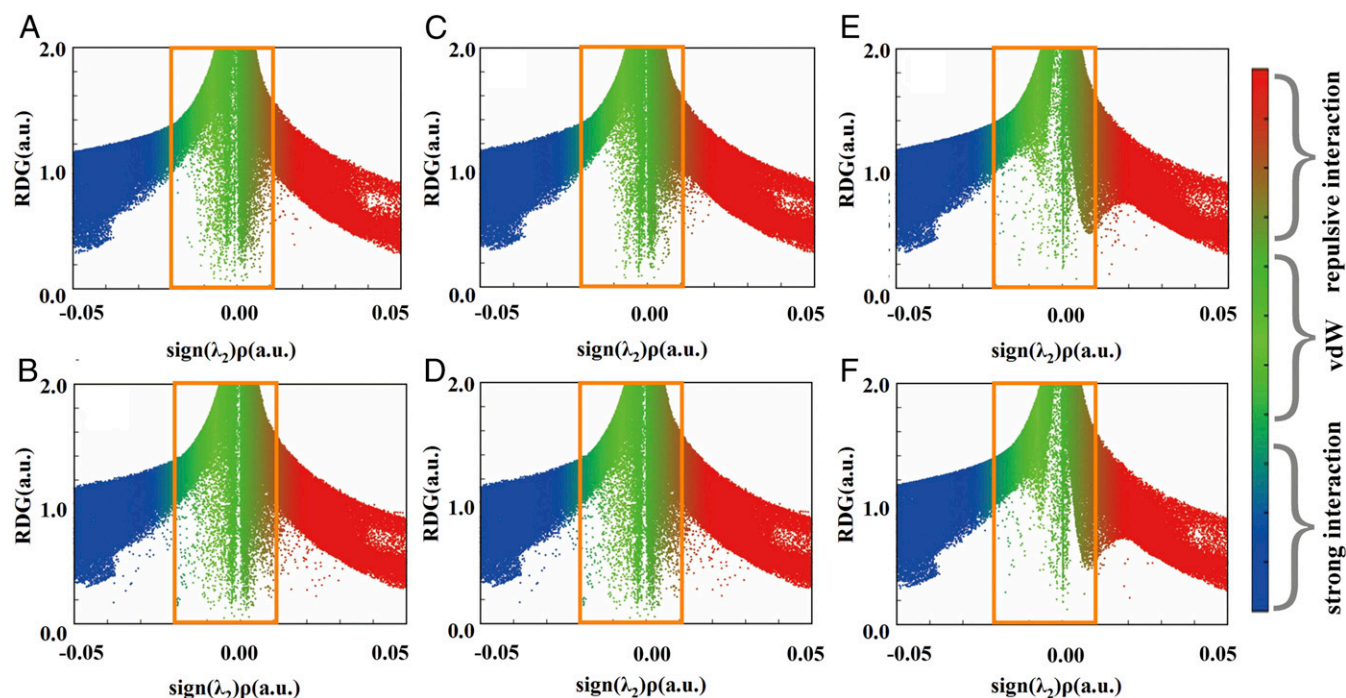 A
2.0
1.0
0.0
RDG(a.u.)
-0.05
0.00
0.05
sign(λ₂)ρ(a.u.)
C
2.0
1.0
0.0
RDG(a.u.)
-0.05
0.00
0.05
sign(λ₂)ρ(a.u.)
E
2.0
1.0
0.0
RDG(a.u.)
-0.05
0.00
0.05
sign(λ₂)ρ(a.u.)
B
2.0
1.0
0.0
RDG(a.u.)
-0.05
0.00
0.05
sign(λ₂)ρ(a.u.)
D
2.0
1.0
0.0
RDG(a.u.)
-0.05
0.00
0.05
sign(λ₂)ρ(a.u.)
F
2.0
1.0
0.0
RDG(a.u.)
-0.05
0.00
0.05
sign(λ₂)ρ(a.u.)
repulsive interaction
vdW
strong interaction